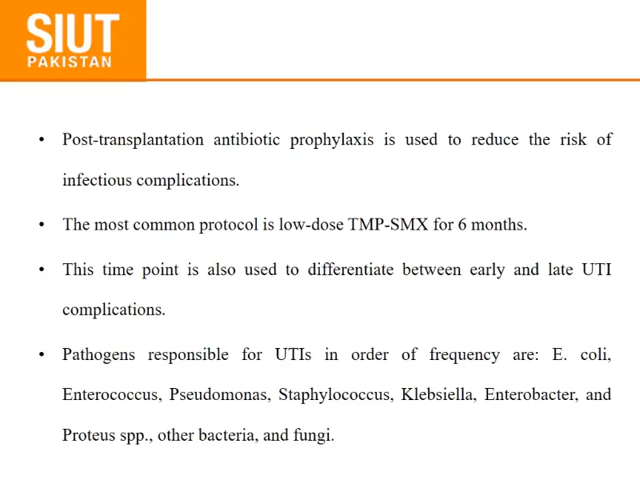 SIUT
PAKISTAN
• Post-transplantation antibiotic prophylaxis is used to reduce the risk of
infectious complications.
• The most common protocol is low-dose TMP-SMX for 6 months.
• This time point is also used to differentiate between early and late UTI
complications.
• Pathogens responsible for UTIs in order of frequency are: E. coli,
Enterococcus, Pseudomonas, Staphylococcus, Klebsiella, Enterobacter, and
Proteus spp., other bacteria, and fungi.